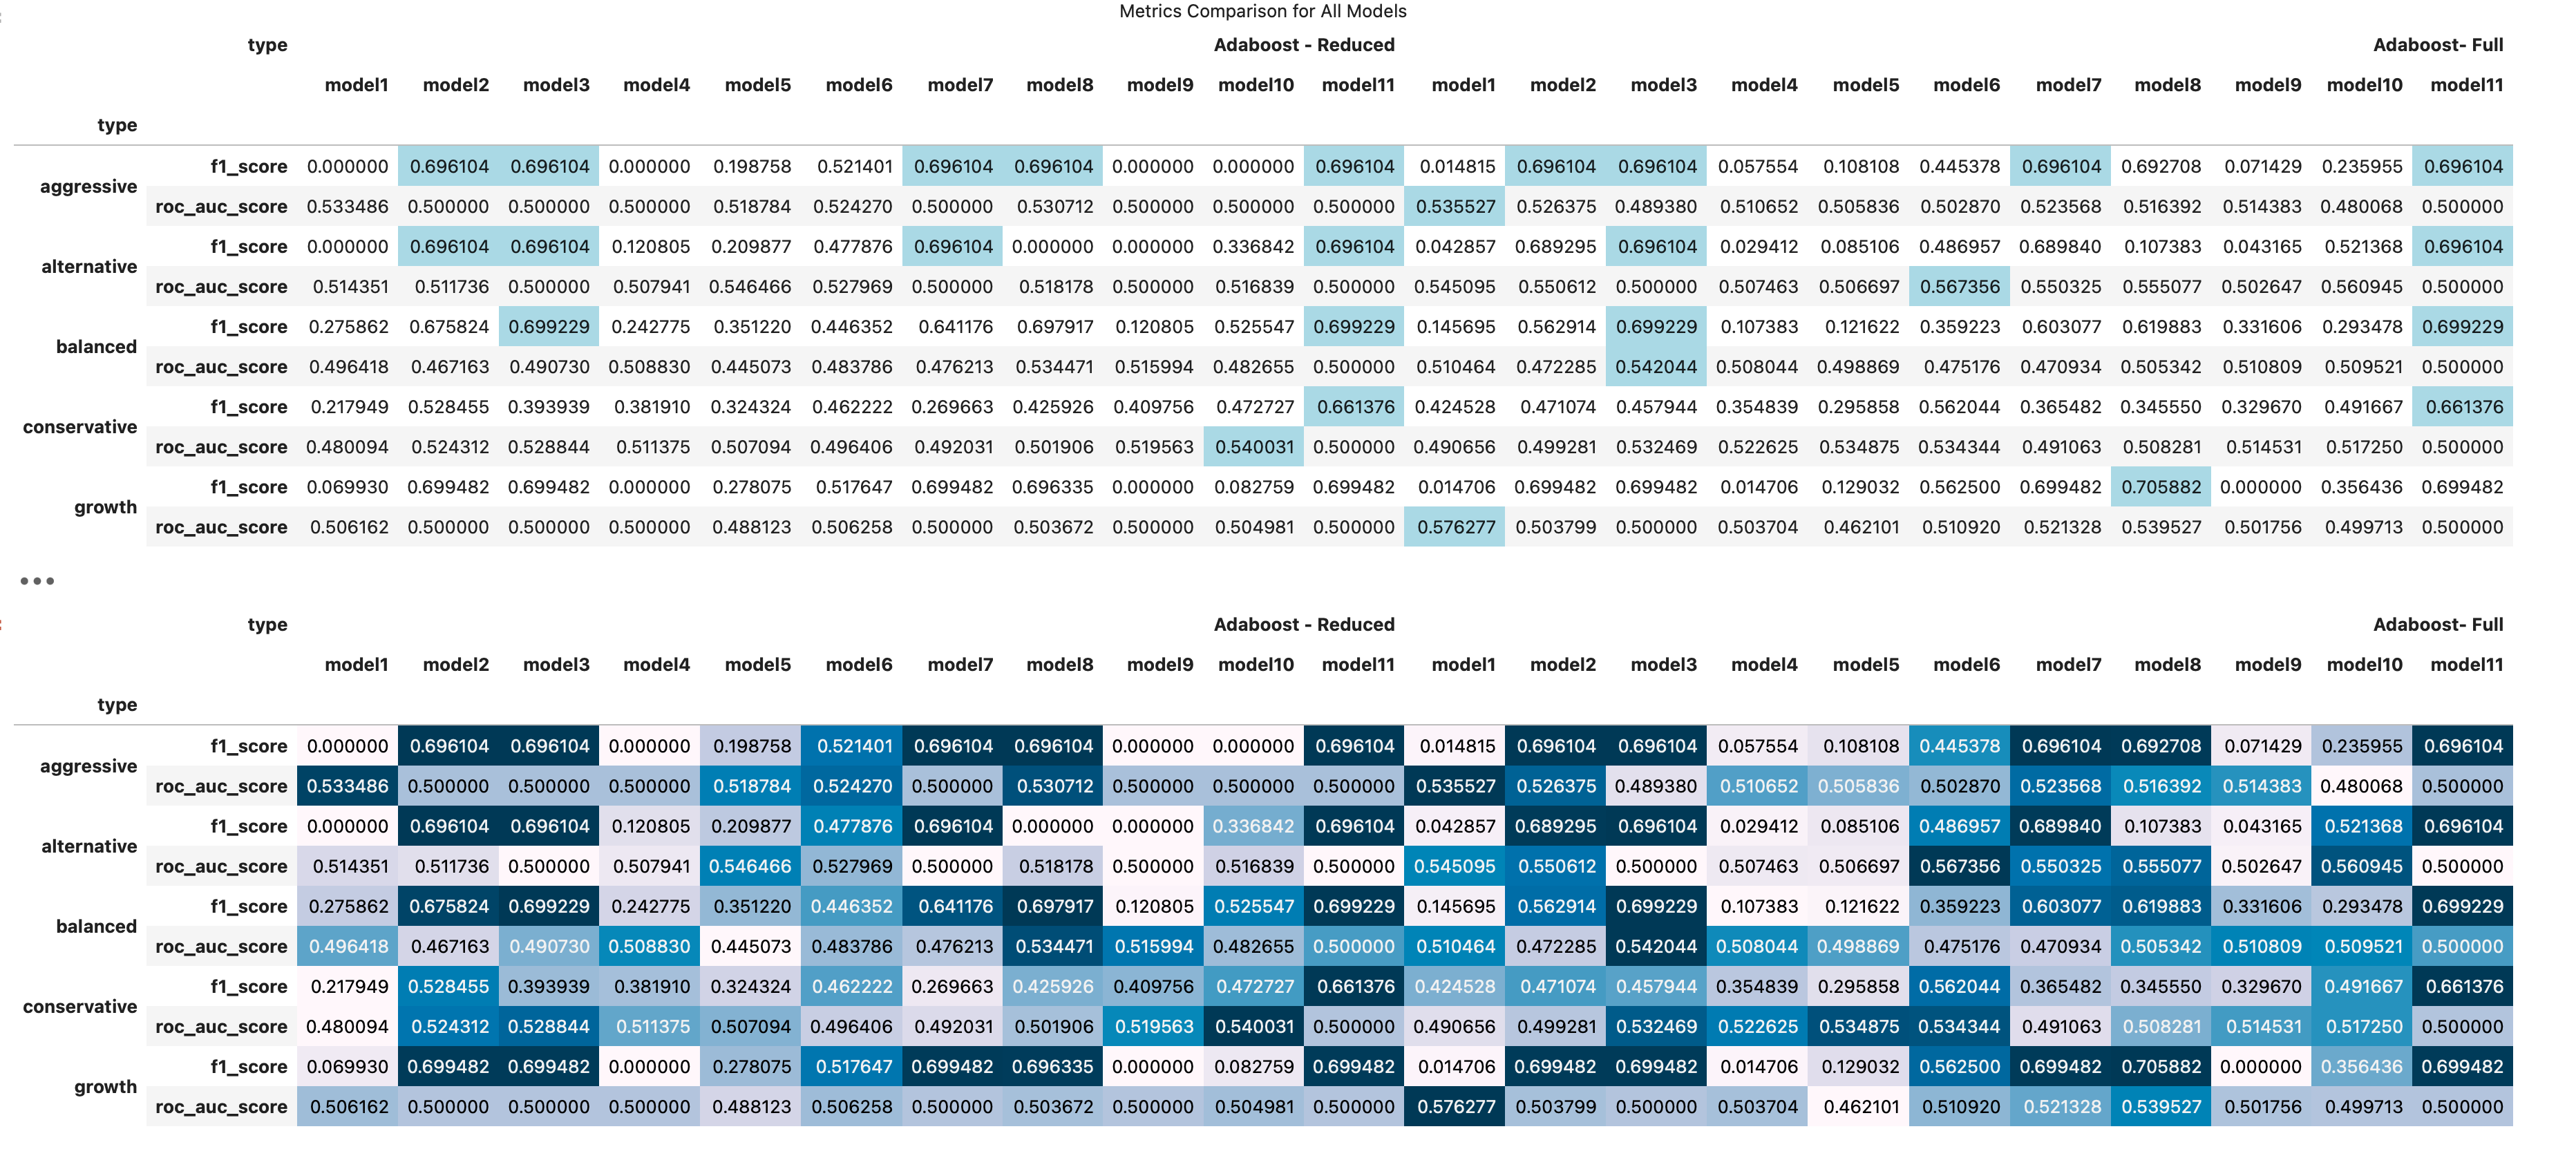 Metrics Comparison for All Models
type Adaboost - Reduced Adaboost- Full
model1 model2 model3 model4 model5 model6 model7 model8 model9 model10 model11 model1 model2 model3 model4 model5 model6 model7 model8 model9 model10 model11
type
aggressive f1_score 0.000000 0.696104 0.696104 0.000000 0.198758 0.521401 0.696104 0.696104 0.000000 0.000000 0.696104 0.014815 0.696104 0.696104 0.057554 0.108108 0.445378 0.696104 0.692708 0.071429 0.235955 0.696104
roc_auc_score 0.533486 0.500000 0.500000 0.500000 0.518784 0.524270 0.500000 0.530712 0.500000 0.500000 0.500000 0.535527 0.526375 0.489380 0.510652 0.505836 0.502870 0.523568 0.516392 0.514383 0.480068 0.500000
alternative f1_score 0.000000 0.696104 0.696104 0.120805 0.209877 0.477876 0.696104 0.000000 0.000000 0.336842 0.696104 0.042857 0.689295 0.696104 0.029412 0.085106 0.486957 0.689840 0.107383 0.043165 0.521368 0.696104
roc_auc_score 0.514351 0.511736 0.500000 0.507941 0.546466 0.527969 0.500000 0.518178 0.500000 0.516839 0.500000 0.545095 0.550612 0.500000 0.507463 0.506697 0.567356 0.550325 0.555077 0.502647 0.560945 0.500000
balanced f1_score 0.275862 0.675824 0.699229 0.242775 0.351220 0.446352 0.641176 0.697917 0.120805 0.525547 0.699229 0.145695 0.562914 0.699229 0.107383 0.121622 0.359223 0.603077 0.619883 0.331606 0.293478 0.699229
roc_auc_score 0.496418 0.467163 0.490730 0.508830 0.445073 0.483786 0.476213 0.534471 0.515994 0.482655 0.500000 0.510464 0.472285 0.542044 0.508044 0.498869 0.475176 0.470934 0.505342 0.510809 0.509521 0.500000
conservative f1_score 0.217949 0.528455 0.393939 0.381910 0.324324 0.462222 0.269663 0.425926 0.409756 0.472727 0.661376 0.424528 0.471074 0.457944 0.354839 0.295858 0.562044 0.365482 0.345550 0.329670 0.491667 0.661376
roc_auc_score 0.480094 0.524312 0.528844 0.511375 0.507094 0.496406 0.492031 0.501906 0.519563 0.540031 0.500000 0.490656 0.499281 0.532469 0.522625 0.534875 0.534344 0.491063 0.508281 0.514531 0.517250 0.500000
growth f1_score 0.069930 0.699482 0.699482 0.000000 0.278075 0.517647 0.699482 0.696335 0.000000 0.082759 0.699482 0.014706 0.699482 0.699482 0.014706 0.129032 0.562500 0.699482 0.705882 0.000000 0.356436 0.699482
roc_auc_score 0.506162 0.500000 0.500000 0.500000 0.488123 0.506258 0.500000 0.503672 0.500000 0.504981 0.500000 0.576277 0.503799 0.500000 0.503704 0.462101 0.510920 0.521328 0.539527 0.501756 0.499713 0.500000
•••
type Adaboost - Reduced Adaboost- Full
model1 model2 model3 model4 model5 model6 model7 model8 model9 model10 model11 model1 model2 model3 model4 model5 model6 model7 model8 model9 model10 model11
type
aggressive f1_score 0.000000 0.696104 0.696104 0.000000 0.198758 0.521401 0.696104 0.696104 0.000000 0.000000 0.696104 0.014815 0.696104 0.696104 0.057554 0.108108 0.445378 0.696104 0.692708 0.071429 0.235955 0.696104
roc_auc_score 0.533486 0.500000 0.500000 0.500000 0.518784 0.524270 0.500000 0.530712 0.500000 0.500000 0.500000 0.535527 0.526375 0.489380 0.510652 0.505836 0.502870 0.523568 0.516392 0.514383 0.480068 0.500000
alternative f1_score 0.000000 0.696104 0.696104 0.120805 0.209877 0.477876 0.696104 0.000000 0.000000 0.336842 0.696104 0.042857 0.689295 0.696104 0.029412 0.085106 0.486957 0.689840 0.107383 0.043165 0.521368 0.696104
roc_auc_score 0.514351 0.511736 0.500000 0.507941 0.546466 0.527969 0.500000 0.518178 0.500000 0.516839 0.500000 0.545095 0.550612 0.500000 0.507463 0.506697 0.567356 0.550325 0.555077 0.502647 0.560945 0.500000
balanced f1_score 0.275862 0.675824 0.699229 0.242775 0.351220 0.446352 0.641176 0.697917 0.120805 0.525547 0.699229 0.145695 0.562914 0.699229 0.107383 0.121622 0.359223 0.603077 0.619883 0.331606 0.293478 0.699229
roc_auc_score 0.496418 0.467163 0.490730 0.508830 0.445073 0.483786 0.476213 0.534471 0.515994 0.482655 0.500000 0.510464 0.472285 0.542044 0.508044 0.498869 0.475176 0.470934 0.505342 0.510809 0.509521 0.500000
conservative f1_score 0.217949 0.528455 0.393939 0.381910 0.324324 0.462222 0.269663 0.425926 0.409756 0.472727 0.661376 0.424528 0.471074 0.457944 0.354839 0.295858 0.562044 0.365482 0.345550 0.329670 0.491667 0.661376
roc_auc_score 0.480094 0.524312 0.528844 0.511375 0.507094 0.496406 0.492031 0.501906 0.519563 0.540031 0.500000 0.490656 0.499281 0.532469 0.522625 0.534875 0.534344 0.491063 0.508281 0.514531 0.517250 0.500000
growth f1_score 0.069930 0.699482 0.699482 0.000000 0.278075 0.517647 0.699482 0.696335 0.000000 0.082759 0.699482 0.014706 0.699482 0.699482 0.014706 0.129032 0.562500 0.699482 0.705882 0.000000 0.356436 0.699482
roc_auc_score 0.506162 0.500000 0.500000 0.500000 0.488123 0.506258 0.500000 0.503672 0.500000 0.504981 0.500000 0.576277 0.503799 0.500000 0.503704 0.462101 0.510920 0.521328 0.539527 0.501756 0.499713 0.500000